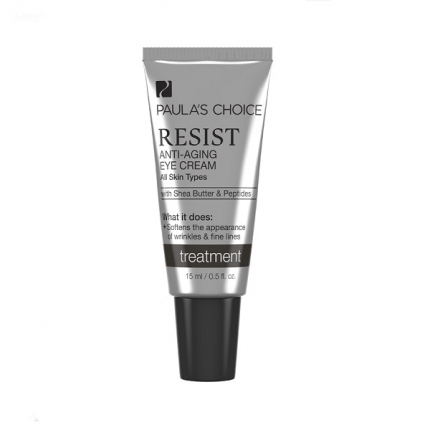 PAULA'S CHOICE
RESIST
ANTI-AGING
EYE CREAM
All Skin Types
with Shea Butter & Peptides
What it does:
• Softens the appearance
of wrinkles & fine lines
treatment
15 ml / 0.5 fl. oz.